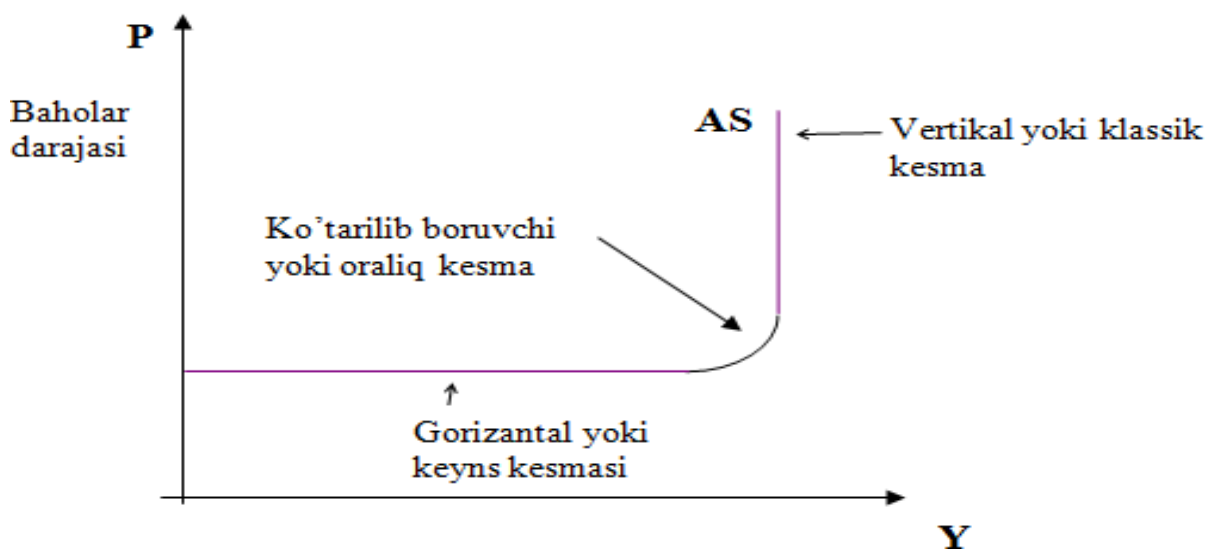 P
Baholar
darajasi
AS
Vertikal yoki klassik
kesma
Ko’tarilib boruvchi
yoki oraliq kesma
Gorizantal yoki
keyns kesmasi
Y